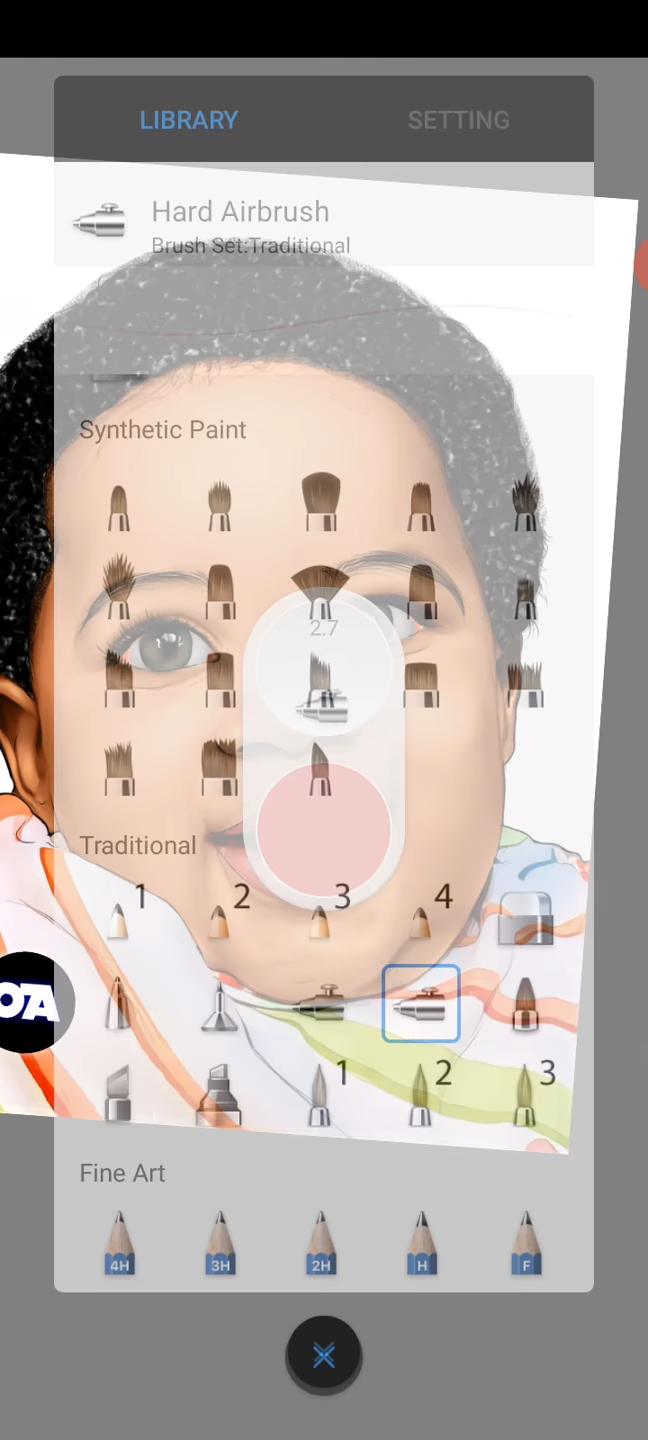 LIBRARY SETTING
Hard Airbrush
Brush Set:Traditional
Synthetic Paint
2.7
Traditional
1 2 3 4
OA
1 2 3
Fine Art
4H 3H 2H H F